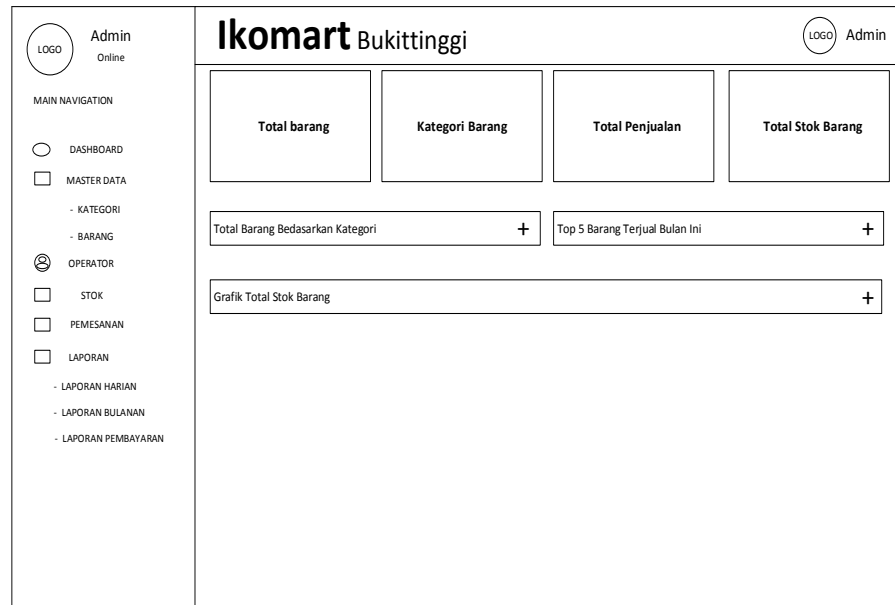 LOGO
Admin
Online
MAIN NAVIGATION
DASHBOARD
MASTER DATA
- KATEGORI
- BARANG
OPERATOR
STOK
PEMESANAN
LAPORAN
- LAPORAN HARIAN
- LAPORAN BULANAN
- LAPORAN PEMBAYARAN
Ikomart Bukittinggi
LOGO Admin
Total barang
Kategori Barang
Total Penjualan
Total Stok Barang
Total Barang Bedasarkan Kategori +
Top 5 Barang Terjual Bulan Ini +
Grafik Total Stok Barang +